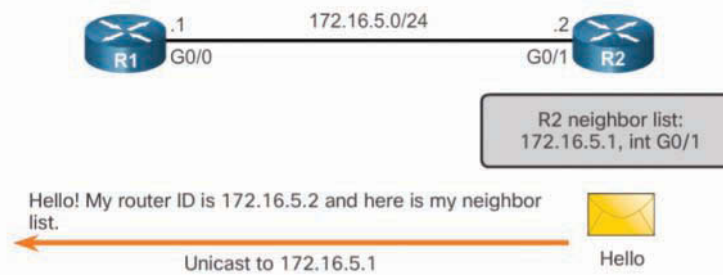 172.16.5.0/24
.1
.2
R1
G0/0
G0/1
R2
R2 neighbor list:
172.16.5.1, int G0/1
Hello! My router ID is 172.16.5.2 and here is my neighbor
list.
Unicast to 172.16.5.1
Hello